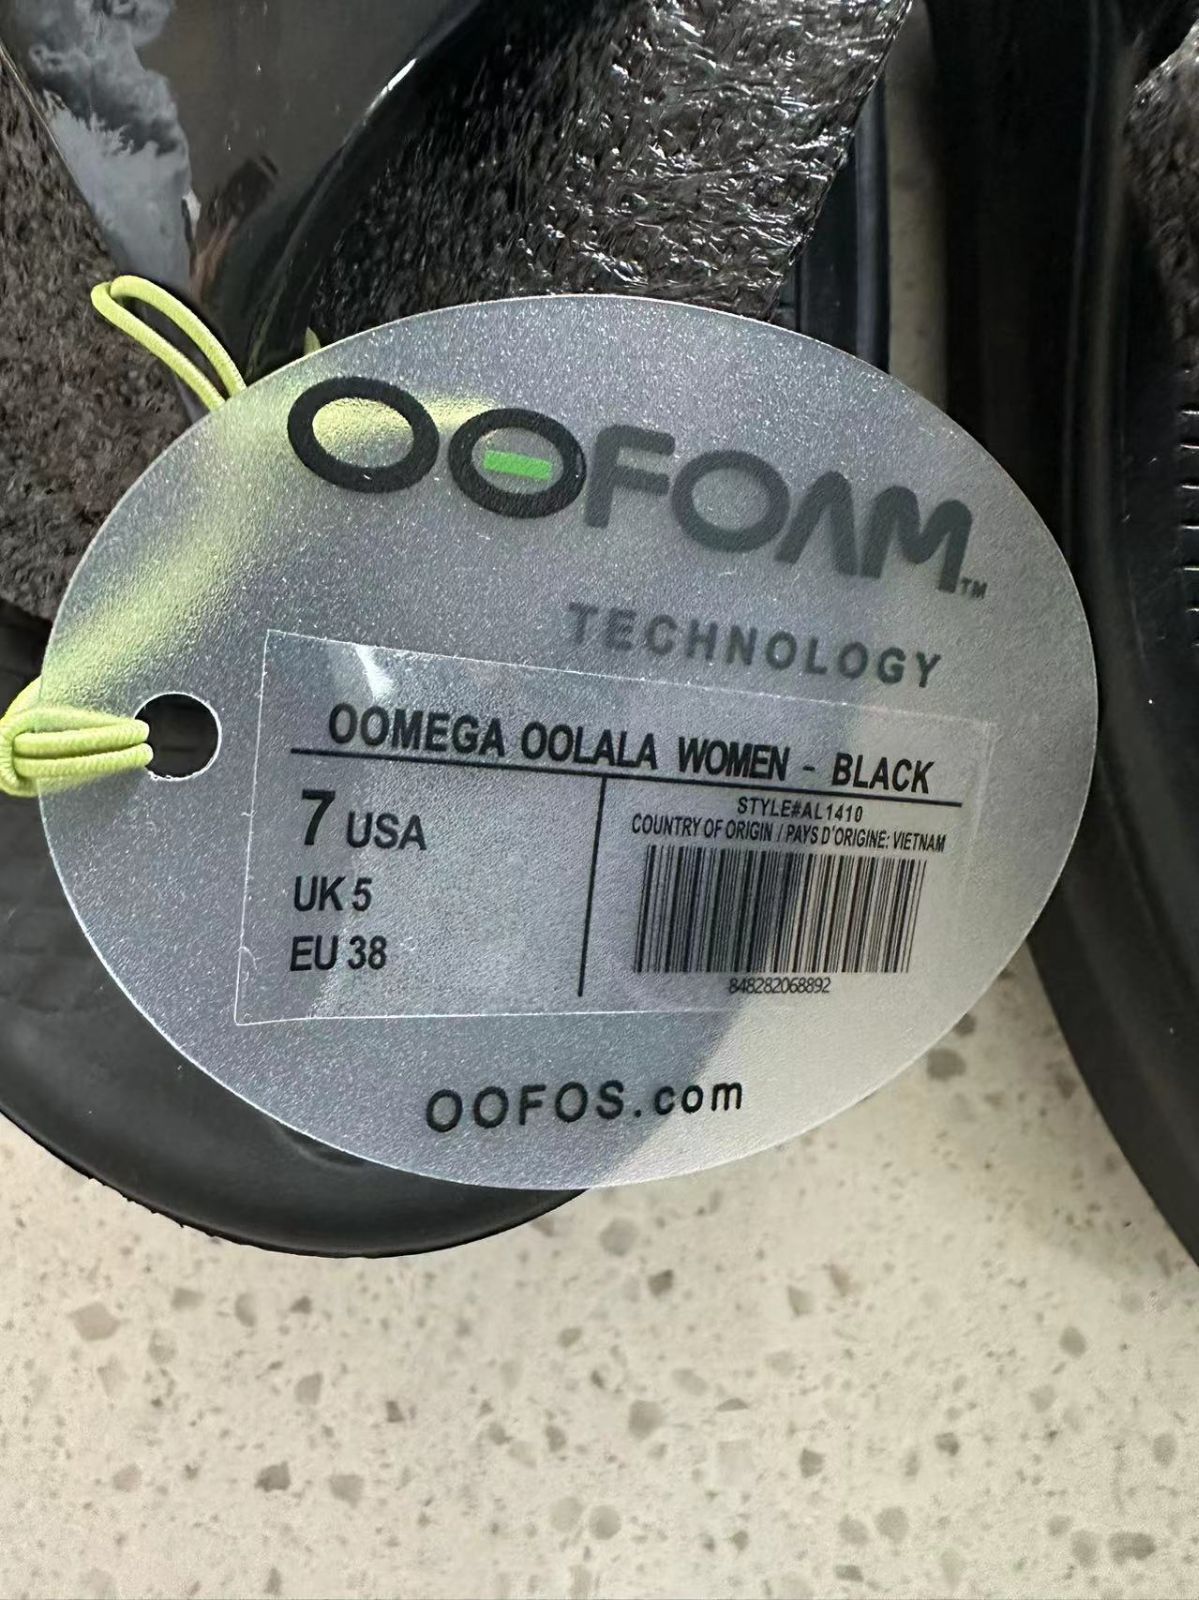 OOFOAM™
TECHNOLOGY
OOMEGA OOLALA WOMEN - BLACK
7 USA
UK 5
EU 38
STYLE#AL1410
COUNTRY OF ORIGIN / PAYS D'ORIGINE: VIETNAM
848282068892
OOFOS.com